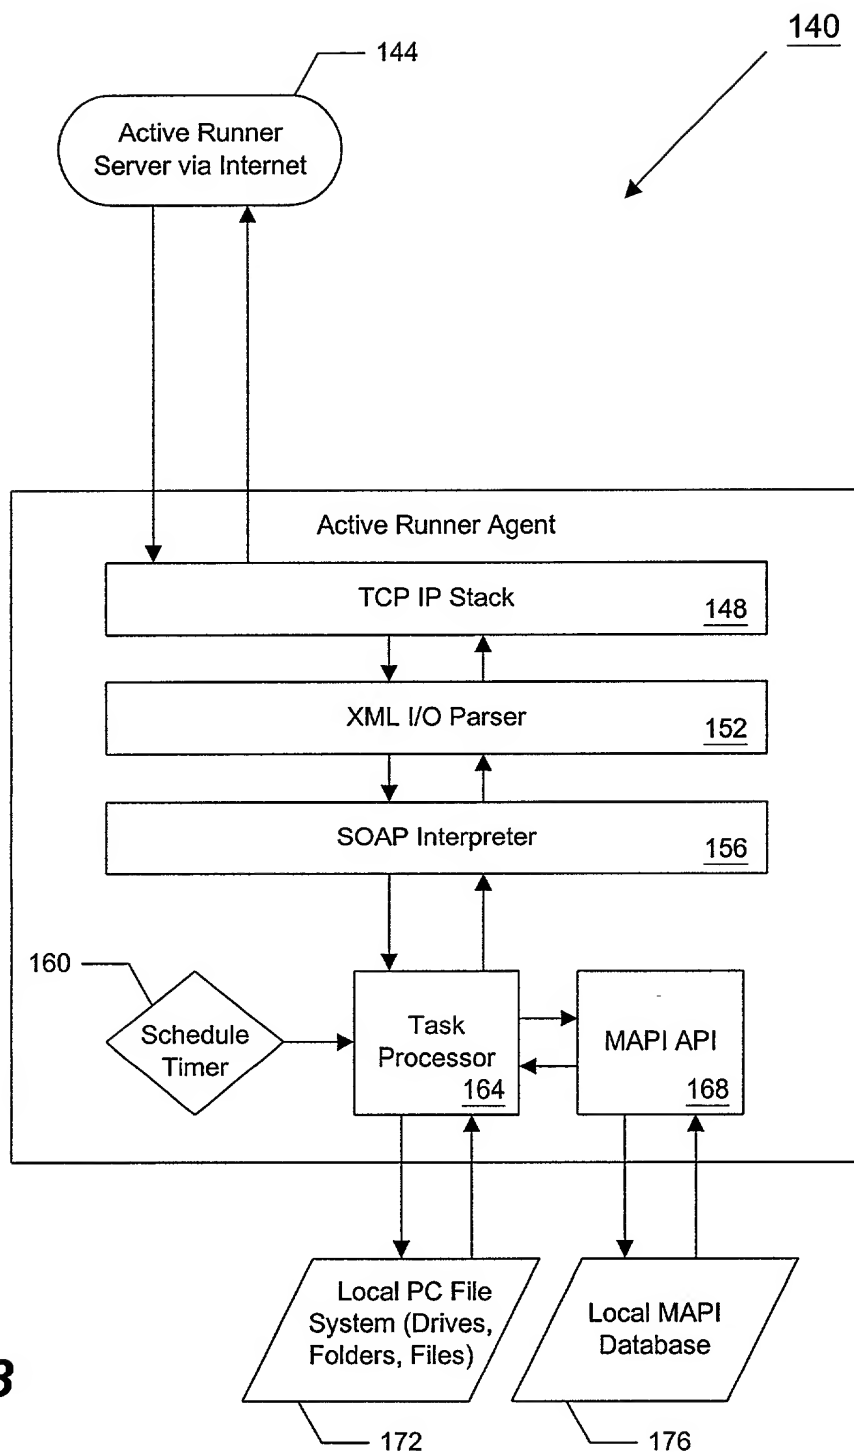 140
144
Active Runner
Server via Internet
Active Runner Agent
TCP IP Stack
148
XML I/O Parser
152
SOAP Interpreter
156
160
Schedule
Timer
Task
Processor
164
MAPI API
168
Local PC File
System (Drives,
Folders, Files)
Local MAPI
Database
172
176